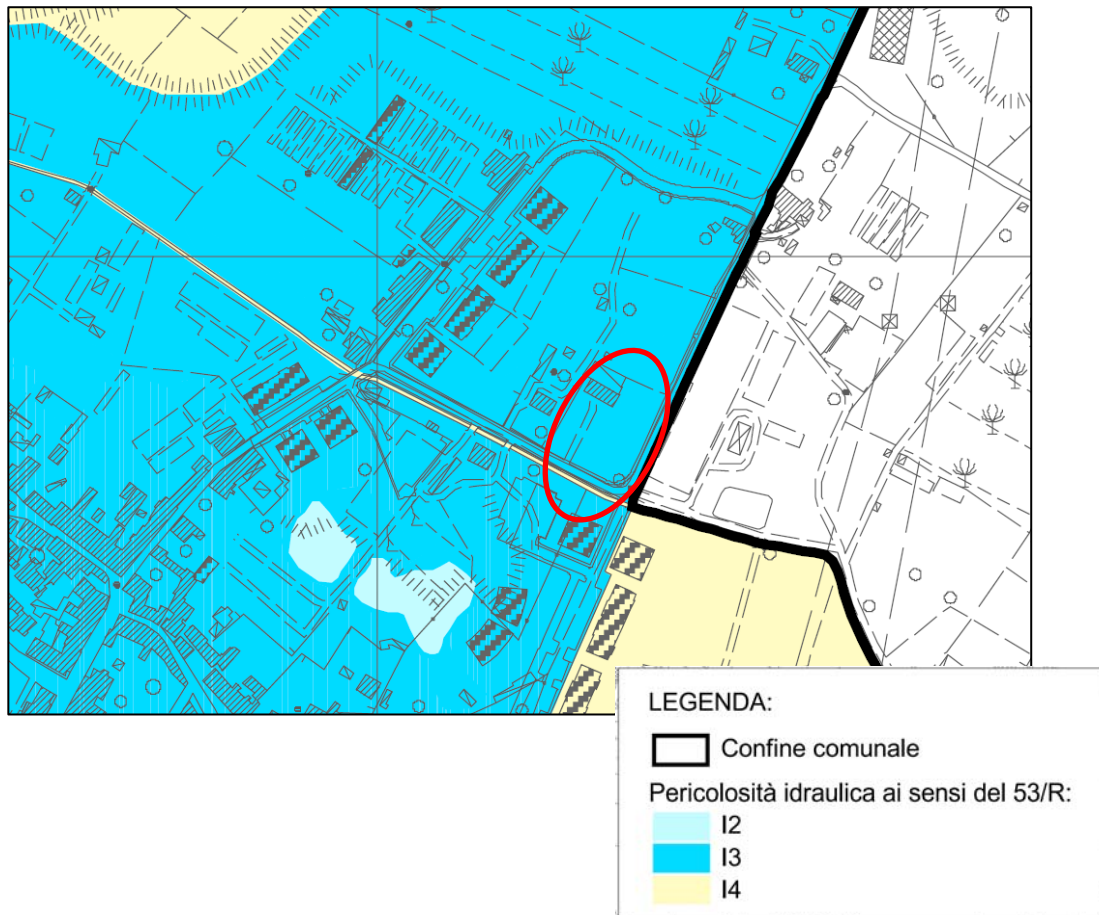 LEGENDA:
Confine comunale
Pericolosità idraulica ai sensi del 53/R:
I2
I3
I4